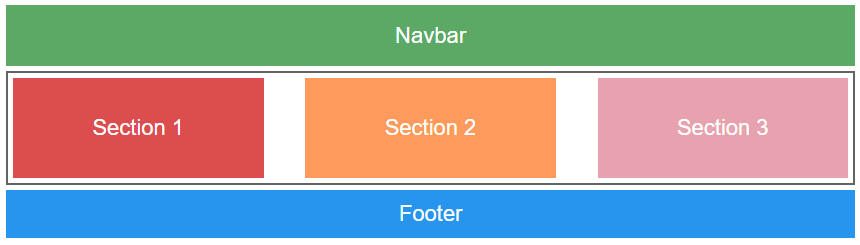 Navbar
Section 1
Section 2
Section 3
Footer